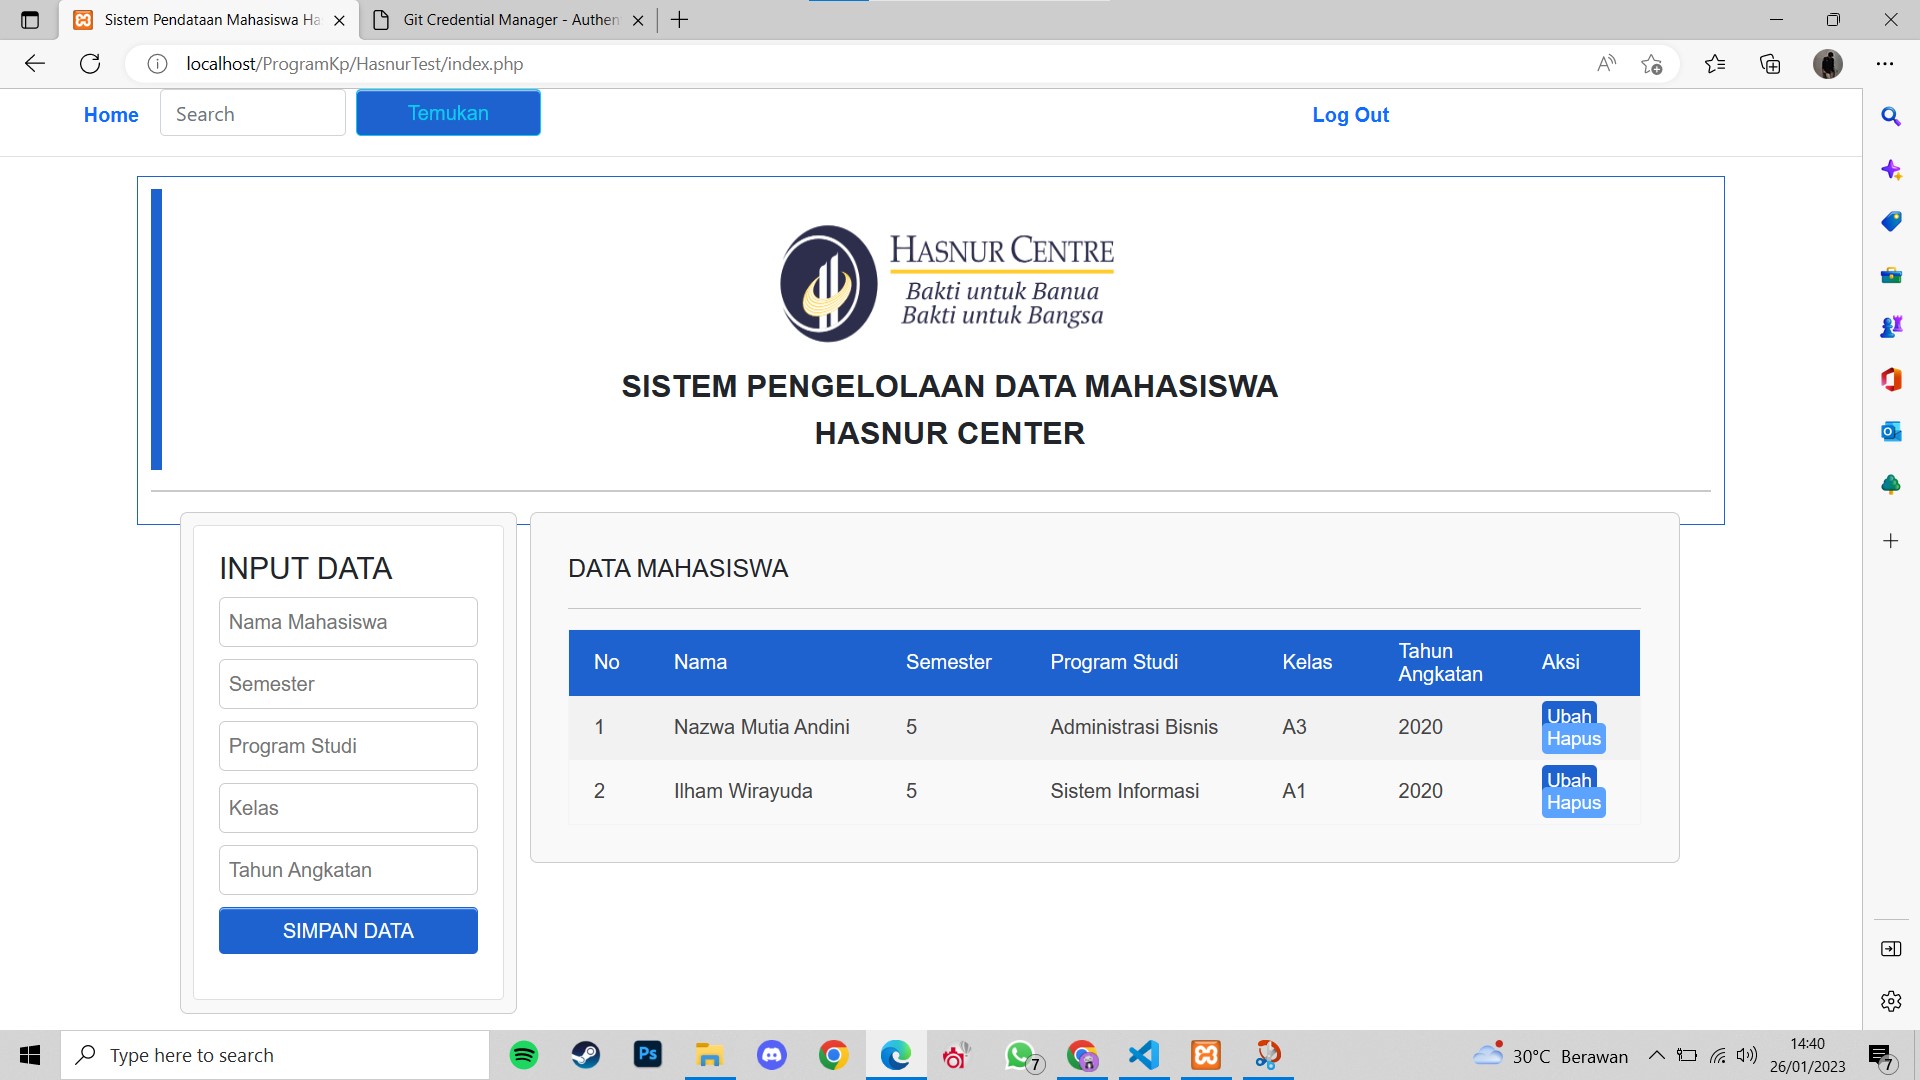 Sistem Pendataan Mahasiswa Ha
Git Credential Manager - Authen
localhost/ProgramKp/HasnurTest/index.php
Home
Search
Temukan
Log Out
HASNUR CENTRE
Bakti untuk Banua
Bakti untuk Bangsa
SISTEM PENGELOLAAN DATA MAHASISWA
HASNUR CENTER
INPUT DATA
Nama Mahasiswa
Semester
Program Studi
Kelas
Tahun Angkatan
SIMPAN DATA
DATA MAHASISWA
No Nama Semester Program Studi Kelas Tahun Angkatan Aksi
1 Nazwa Mutia Andini 5 Administrasi Bisnis A3 2020 Ubah
Hapus
2 Ilham Wirayuda 5 Sistem Informasi A1 2020 Ubah
Hapus
Type here to search
Ps
7
30°C Berawan
14:40
26/01/2023
7